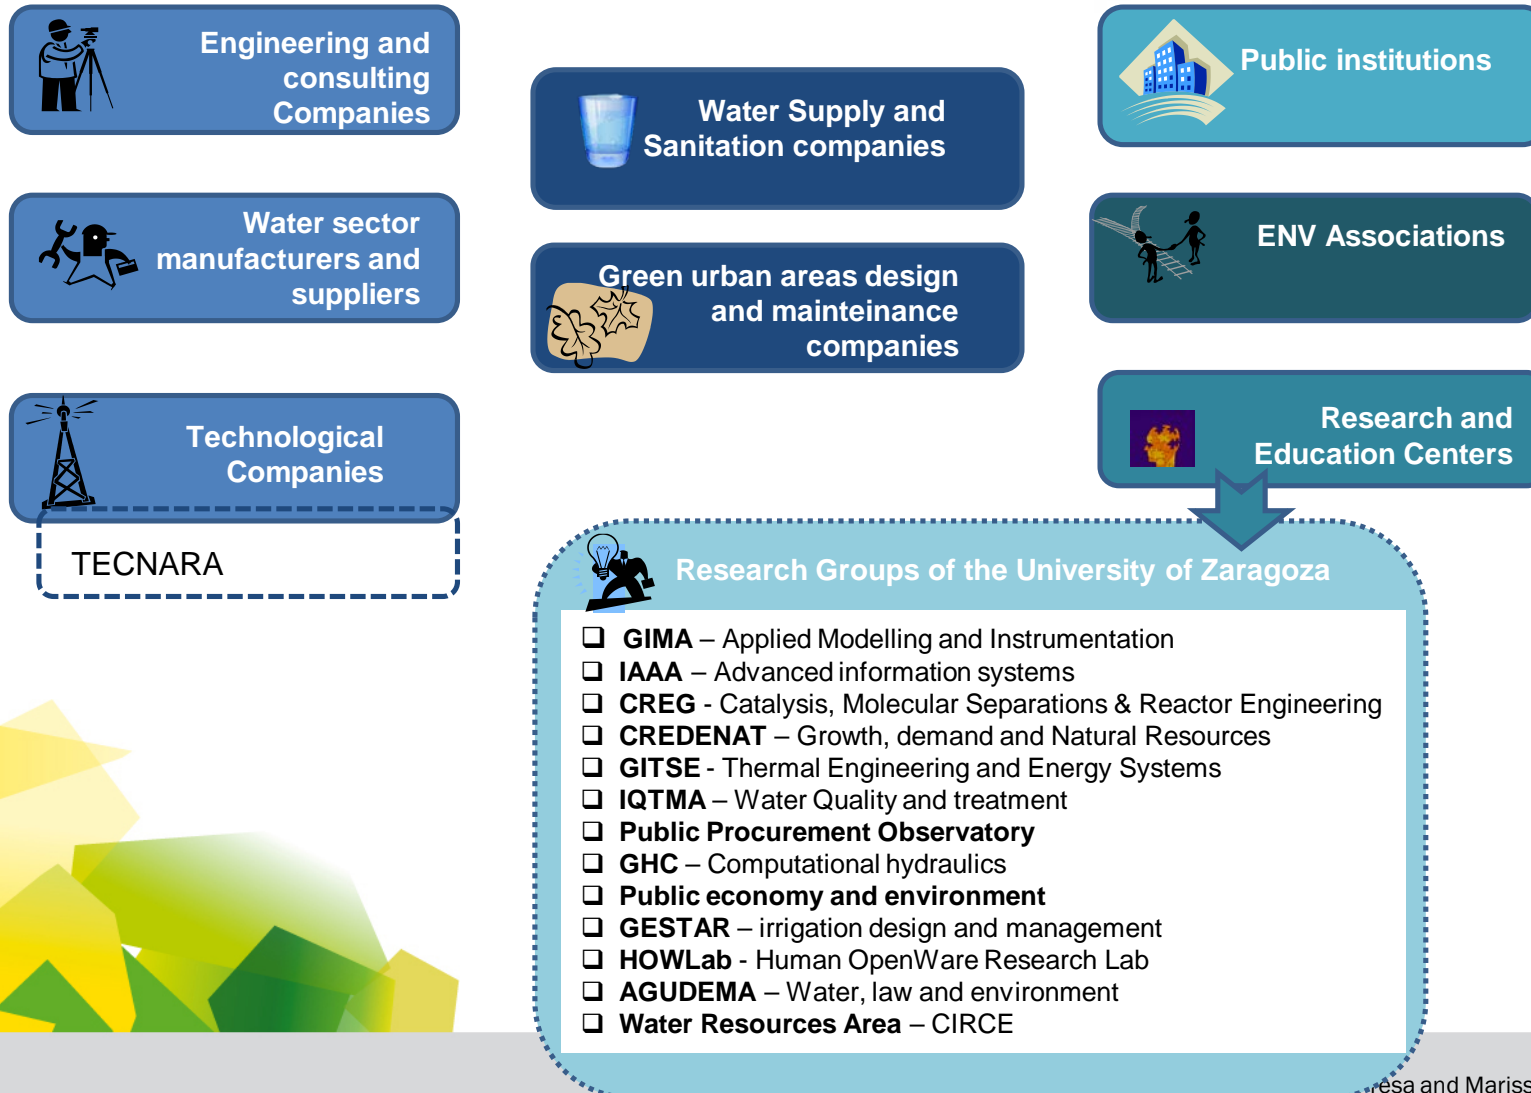 Engineering and
consulting
Companies
Water Supply and
Sanitation companies
Public institutions
Water sector
manufacturers and
suppliers
Green urban areas design
and mainteinance
companies
ENV Associations
Technological
Companies
TECNARA
Research and
Education Centers
Research Groups of the University of Zaragoza
GIMA – Applied Modelling and Instrumentation
IAAA – Advanced information systems
CREG - Catalysis, Molecular Separations & Reactor Engineering
CREDENAT – Growth, demand and Natural Resources
GITSE - Thermal Engineering and Energy Systems
IQTMA – Water Quality and treatment
Public Procurement Observatory
GHC – Computational hydraulics
Public economy and environment
GESTAR – irrigation design and management
HOWLab - Human OpenWare Research Lab
AGUDEMA – Water, law and environment
Water Resources Area – CIRCE
and